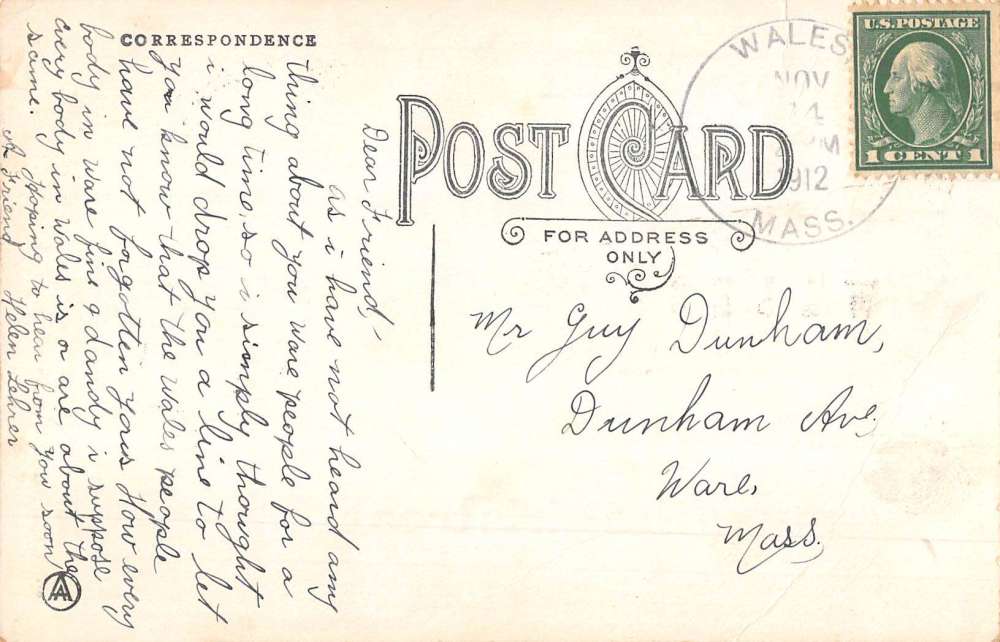 CORRESPONDENCE
POST CARD
FOR ADDRESS
ONLY
WALES,
NOV
14
M
1912
MASS.
U.S. POSTAGE
1 CENT 1
Dear Friend,
as i have not heard any
thing about you ware people for a
long time, so i simply thought
i would drop you a line to let
you know that the wales people
have not forgotten yous How every
body in ware fine & dandy i suppose
every body in wales is or are about the
same. Hoping to hear from you soon
A Friend Helen Lehrer
Mr Guy Dunham,
Dunham Ave,
Ware,
Mass.
AA